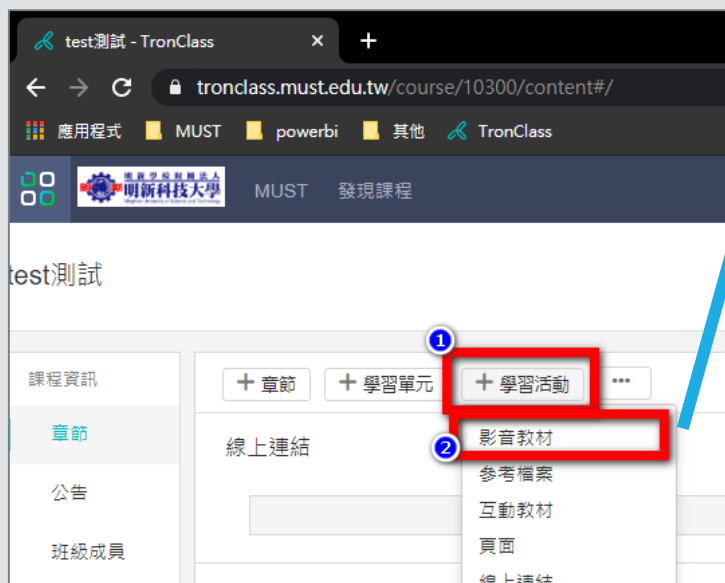 test測試 - TronClass
tronclass.must.edu.tw/course/10300/content#/
應用程式 MUST powerbi 其他 TronClass
明新科技大學 MUST 發現課程
test測試
1
課程資訊 + 章節 + 學習單元 + 學習活動 ...
章節 線上連結 2 影音教材
參考檔案
公告 互動教材
班級成員 頁面
線上連結